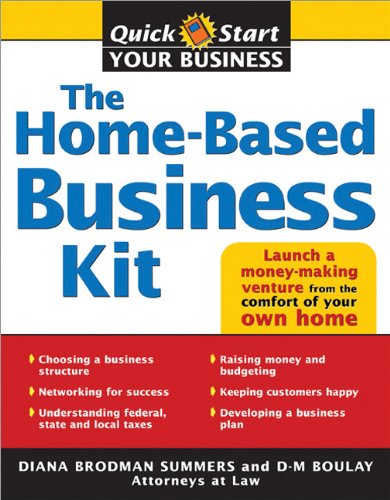 Quick Start
YOUR BUSINESS
The
Home-Based
Business
Kit
Launch a
money-making
venture from the
comfort of your
own home
Choosing a business
structure
Networking for success
Understanding federal,
state and local taxes
Raising money and
budgeting
Keeping customers happy
Developing a business
plan
DIANA BRODMAN SUMMERS and D-M BOULAY
Attorneys at Law